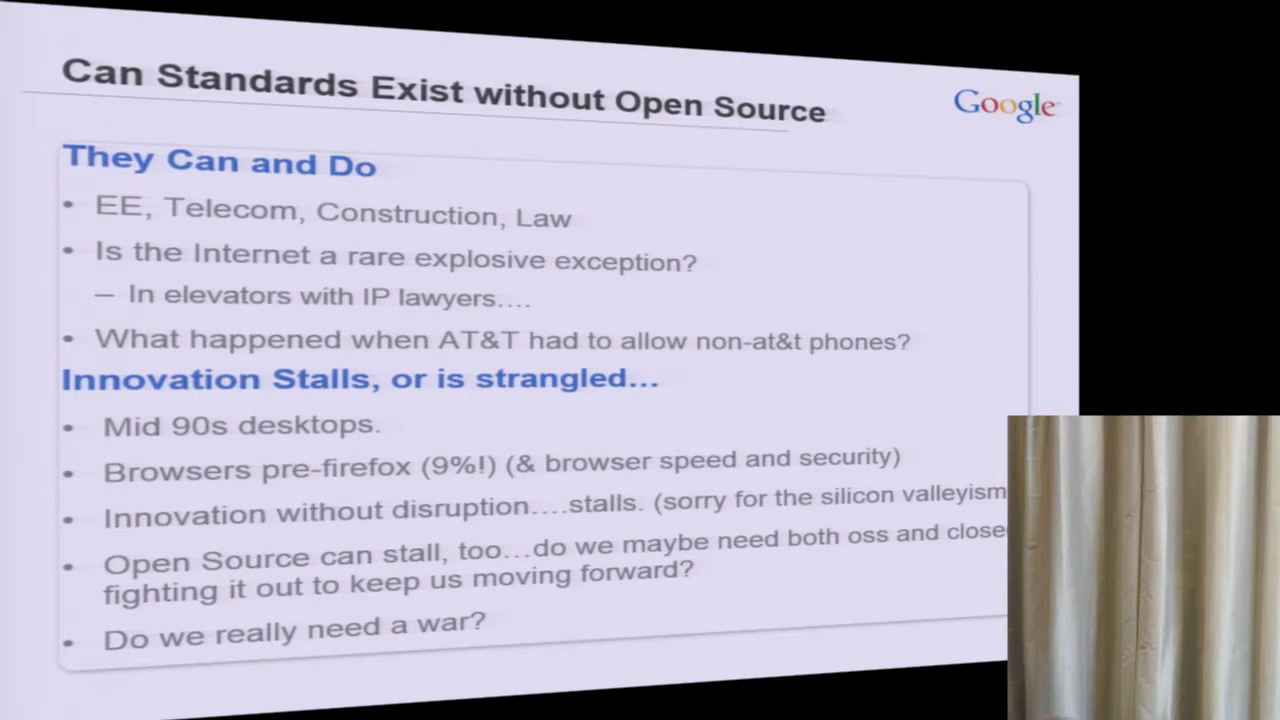 Can Standards Exist without Open Source
Google
They Can and Do
• EE, Telecom, Construction, Law
• Is the Internet a rare explosive exception?
– In elevators with IP lawyers....
• What happened when AT&T had to allow non-at&t phones?
Innovation Stalls, or is strangled...
• Mid 90s desktops.
• Browsers pre-firefox (9%!) (& browser speed and security)
• Innovation without disruption....stalls. (sorry for the silicon valleyism
• Open Source can stall, too...do we maybe need both oss and close
fighting it out to keep us moving forward?
• Do we really need a war?